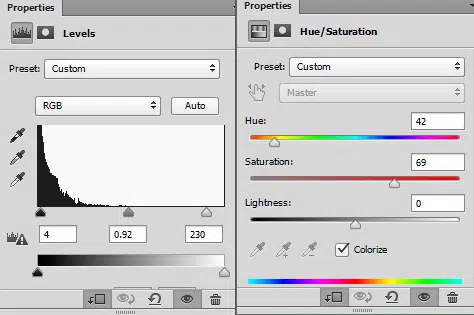 Properties
Levels
Preset: Custom
RGB
Auto
4
0.92
230
Properties
Hue/Saturation
Preset: Custom
Master
Hue: 42
Saturation: 69
Lightness: 0
Colorize